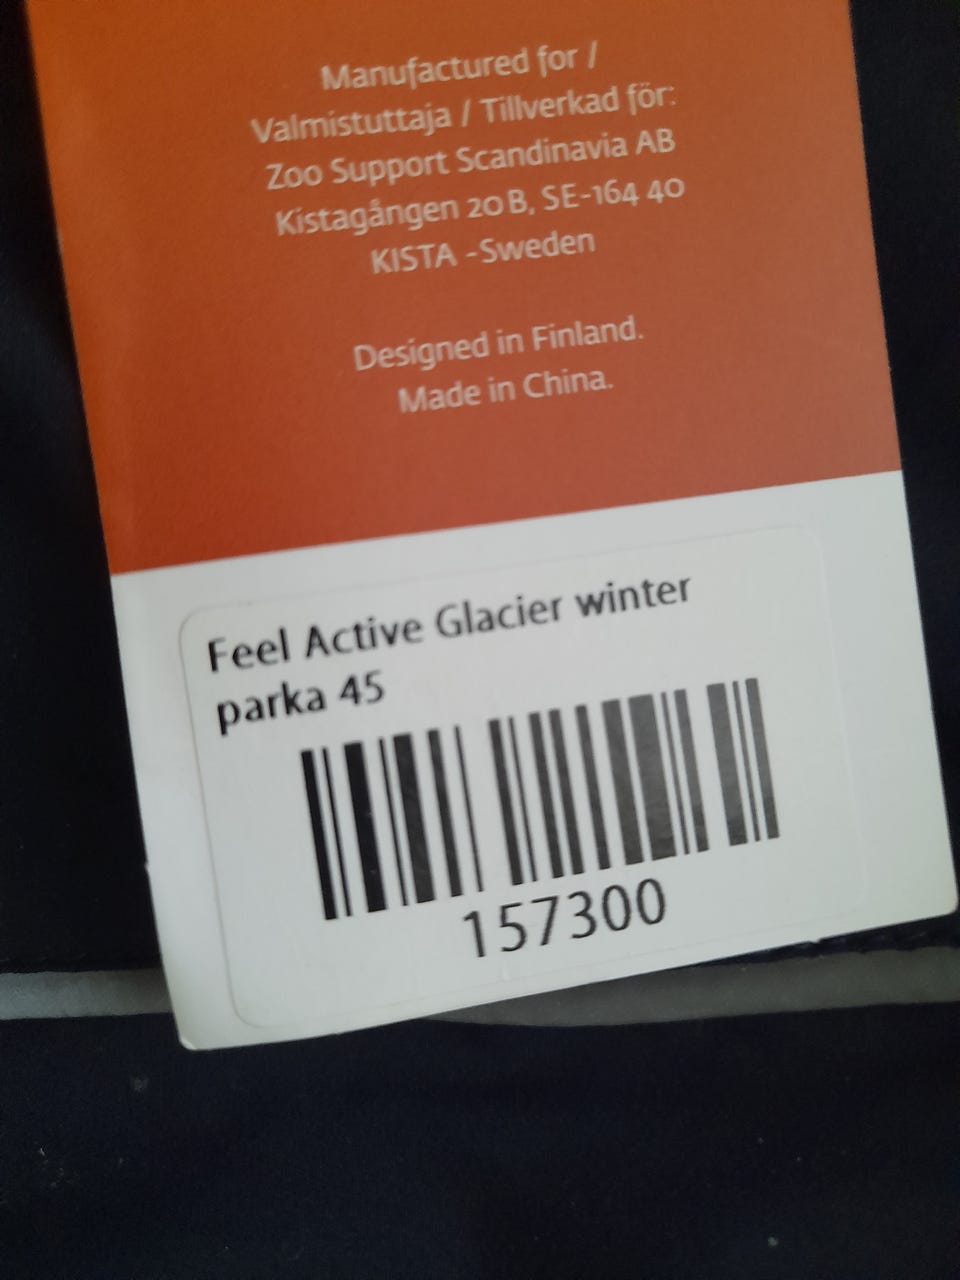 Manufactured for /
Valmistuttaja / Tillverkad för:
Zoo Support Scandinavia AB
Kistagången 20 B, SE-164 40
KISTA - Sweden
Designed in Finland.
Made in China.
Feel Active Glacier winter
parka 45
157300